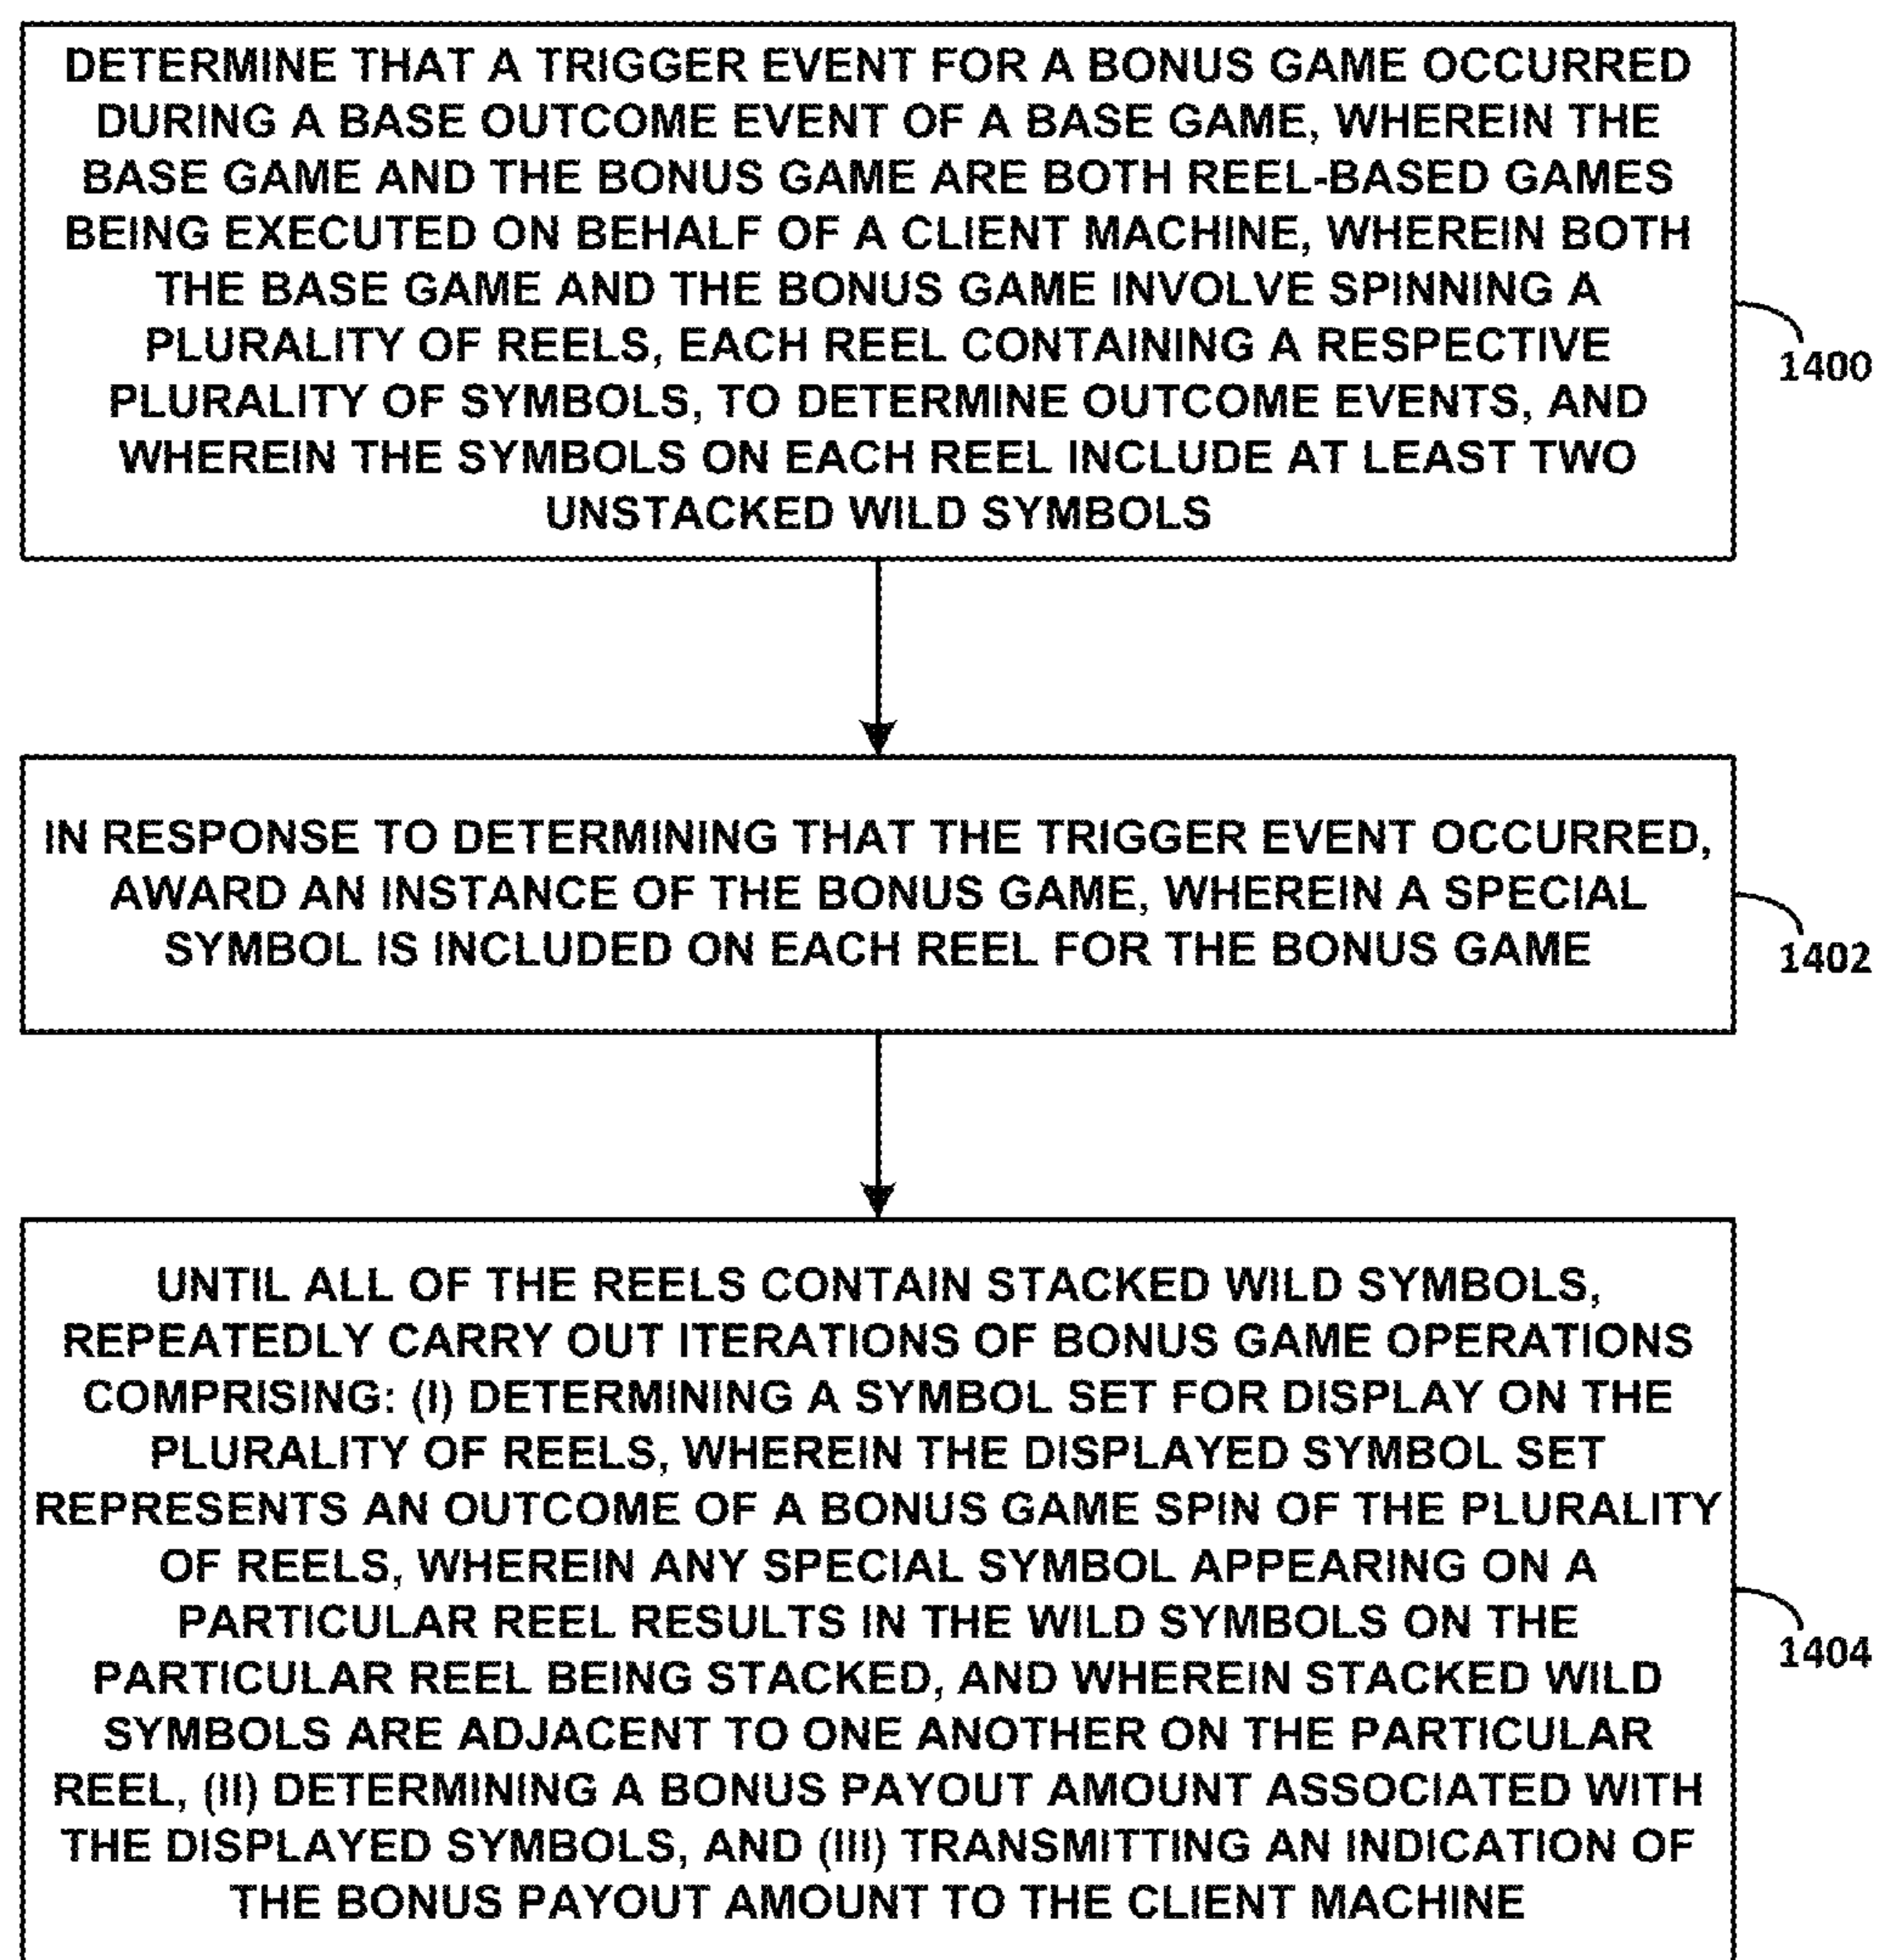 DETERMINE THAT A TRIGGER EVENT FOR A BONUS GAME OCCURRED
DURING A BASE OUTCOME EVENT OF A BASE GAME, WHEREIN THE
BASE GAME AND THE BONUS GAME ARE BOTH REEL-BASED GAMES
BEING EXECUTED ON BEHALF OF A CLIENT MACHINE, WHEREIN BOTH
THE BASE GAME AND THE BONUS GAME INVOLVE SPINNING A
PLURALITY OF REELS, EACH REEL CONTAINING A RESPECTIVE
PLURALITY OF SYMBOLS, TO DETERMINE OUTCOME EVENTS, AND
WHEREIN THE SYMBOLS ON EACH REEL INCLUDE AT LEAST TWO
UNSTACKED WILD SYMBOLS
1400
IN RESPONSE TO DETERMINING THAT THE TRIGGER EVENT OCCURRED,
AWARD AN INSTANCE OF THE BONUS GAME, WHEREIN A SPECIAL
SYMBOL IS INCLUDED ON EACH REEL FOR THE BONUS GAME
1402
UNTIL ALL OF THE REELS CONTAIN STACKED WILD SYMBOLS,
REPEATEDLY CARRY OUT ITERATIONS OF BONUS GAME OPERATIONS
COMPRISING: (I) DETERMINING A SYMBOL SET FOR DISPLAY ON THE
PLURALITY OF REELS, WHEREIN THE DISPLAYED SYMBOL SET
REPRESENTS AN OUTCOME OF A BONUS GAME SPIN OF THE PLURALITY
OF REELS, WHEREIN ANY SPECIAL SYMBOL APPEARING ON A
PARTICULAR REEL RESULTS IN THE WILD SYMBOLS ON THE
PARTICULAR REEL BEING STACKED, AND WHEREIN STACKED WILD
SYMBOLS ARE ADJACENT TO ONE ANOTHER ON THE PARTICULAR
REEL, (II) DETERMINING A BONUS PAYOUT AMOUNT ASSOCIATED WITH
THE DISPLAYED SYMBOLS, AND (III) TRANSMITTING AN INDICATION OF
THE BONUS PAYOUT AMOUNT TO THE CLIENT MACHINE
1404